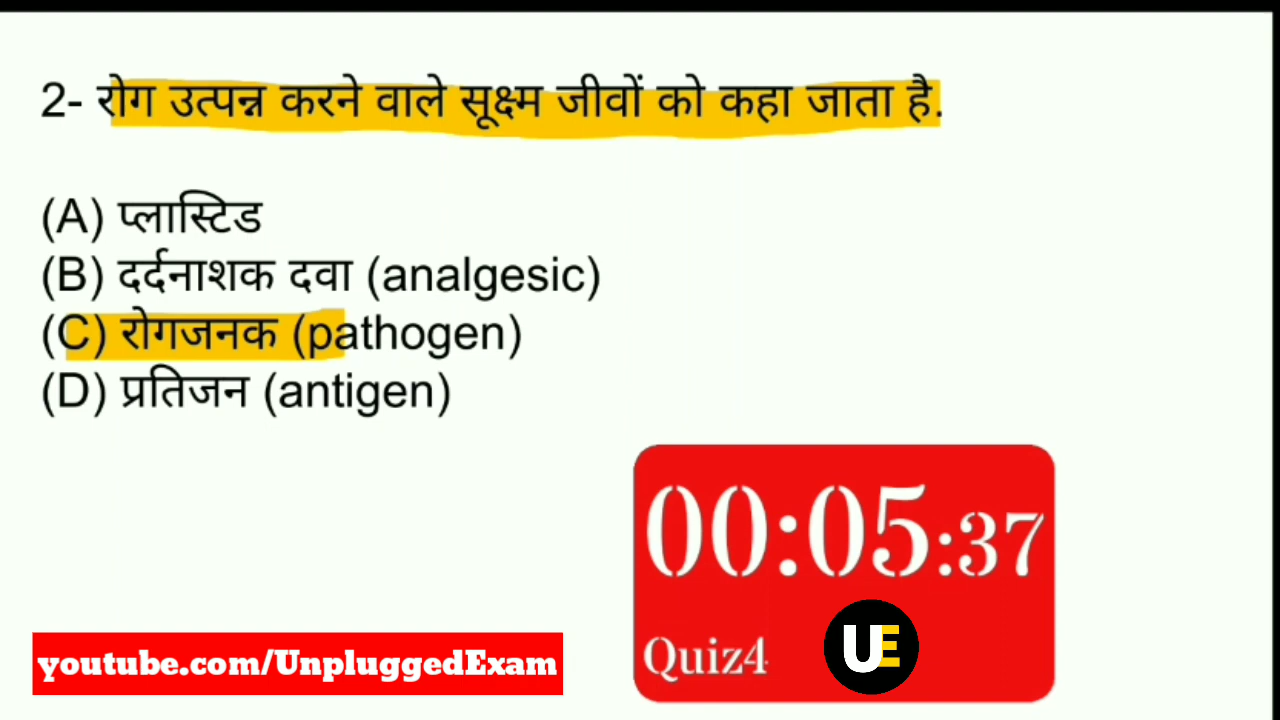 2- रोग उत्पन्न करने वाले सूक्ष्म जीवों को कहा जाता है.
(A) प्लास्टिड
(B) दर्दनाशक दवा (analgesic)
(C) रोगजनक (pathogen)
(D) प्रतिजन (antigen)
00:05:37
Quiz4
UE
youtube.com/UnpluggedExam